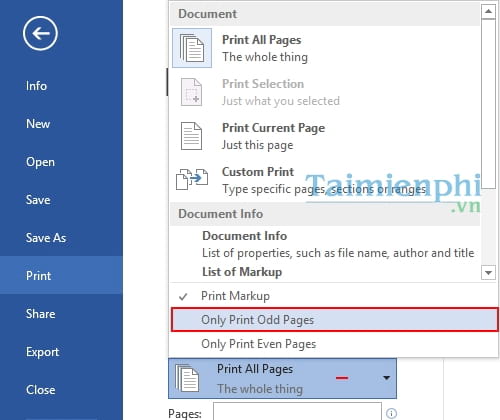 Info
New
Open
Save
Save As
Print
Share
Export
Close
Document
Print All Pages
The whole thing
Print Selection
Just what you selected
Print Current Page
Just this page
Custom Print
Type specific pages, sections or ranges
Taimienphi
.vn
Document Info
Document Info
List of properties, such as file name, author and title
List of Markup
Print Markup
Only Print Odd Pages
Only Print Even Pages
Print All Pages
The whole thing
Pages: